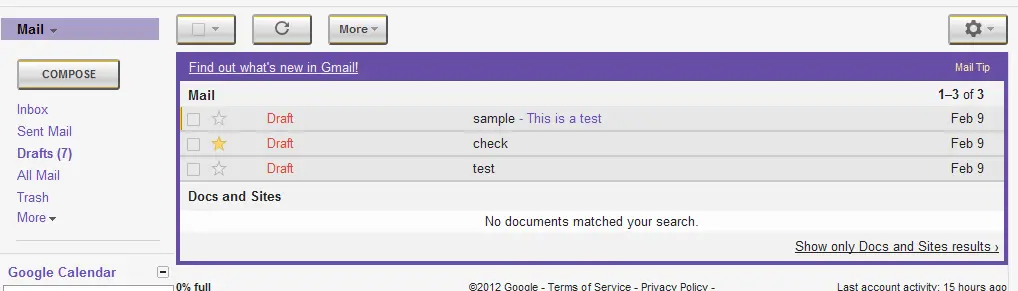 Mail
More
COMPOSE
Find out what's new in Gmail! Mail Tip
Mail 1–3 of 3
Inbox
Sent Mail
Drafts (7)
All Mail
Trash
More
Draft sample - This is a test Feb 9
Draft check Feb 9
Draft test Feb 9
Docs and Sites
No documents matched your search.
Show only Docs and Sites results ›
Google Calendar
0% full ©2012 Google - Terms of Service - Privacy Policy - Last account activity: 15 hours ago